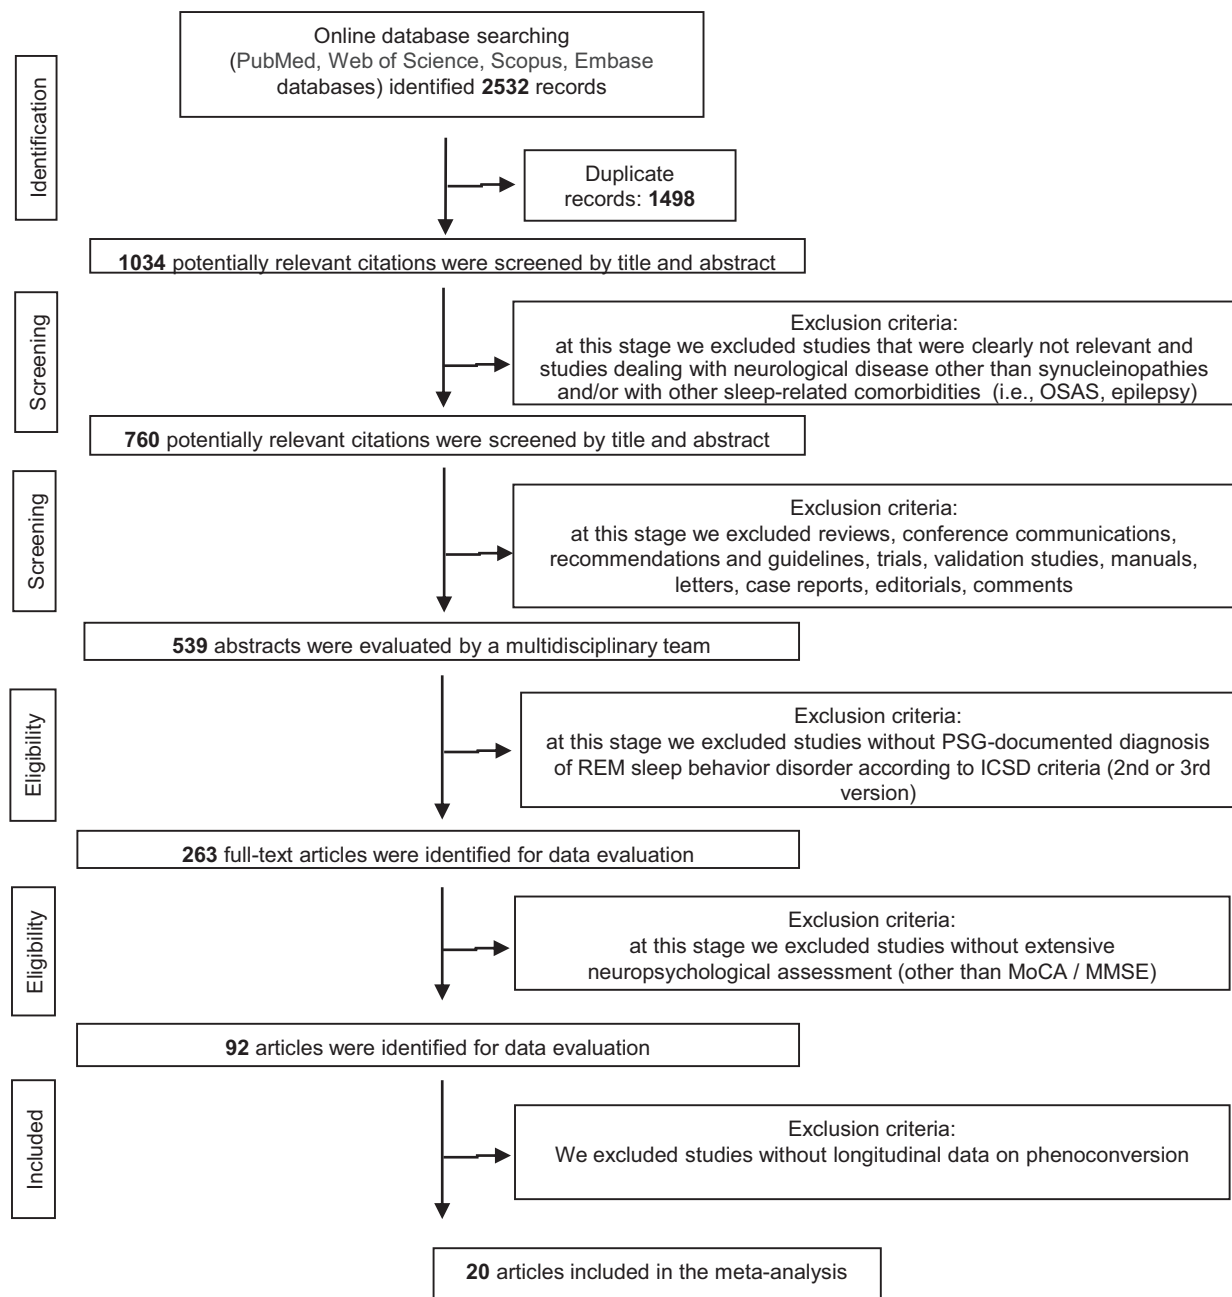 Online database searching
(PubMed, Web of Science, Scopus, Embase
databases) identified 2532 records
Identification
Duplicate
records: 1498
1034 potentially relevant citations were screened by title and abstract
Screening
Exclusion criteria:
at this stage we excluded studies that were clearly not relevant and
studies dealing with neurological disease other than synucleinopathies
and/or with other sleep-related comorbidities (i.e., OSAS, epilepsy)
760 potentially relevant citations were screened by title and abstract
Screening
Exclusion criteria:
at this stage we excluded reviews, conference communications,
recommendations and guidelines, trials, validation studies, manuals,
letters, case reports, editorials, comments
539 abstracts were evaluated by a multidisciplinary team
Eligibility
Exclusion criteria:
at this stage we excluded studies without PSG-documented diagnosis
of REM sleep behavior disorder according to ICSD criteria (2nd or 3rd
version)
263 full-text articles were identified for data evaluation
Eligibility
Exclusion criteria:
at this stage we excluded studies without extensive
neuropsychological assessment (other than MoCA / MMSE)
92 articles were identified for data evaluation
Included
Exclusion criteria:
We excluded studies without longitudinal data on phenoconversion
20 articles included in the meta-analysis